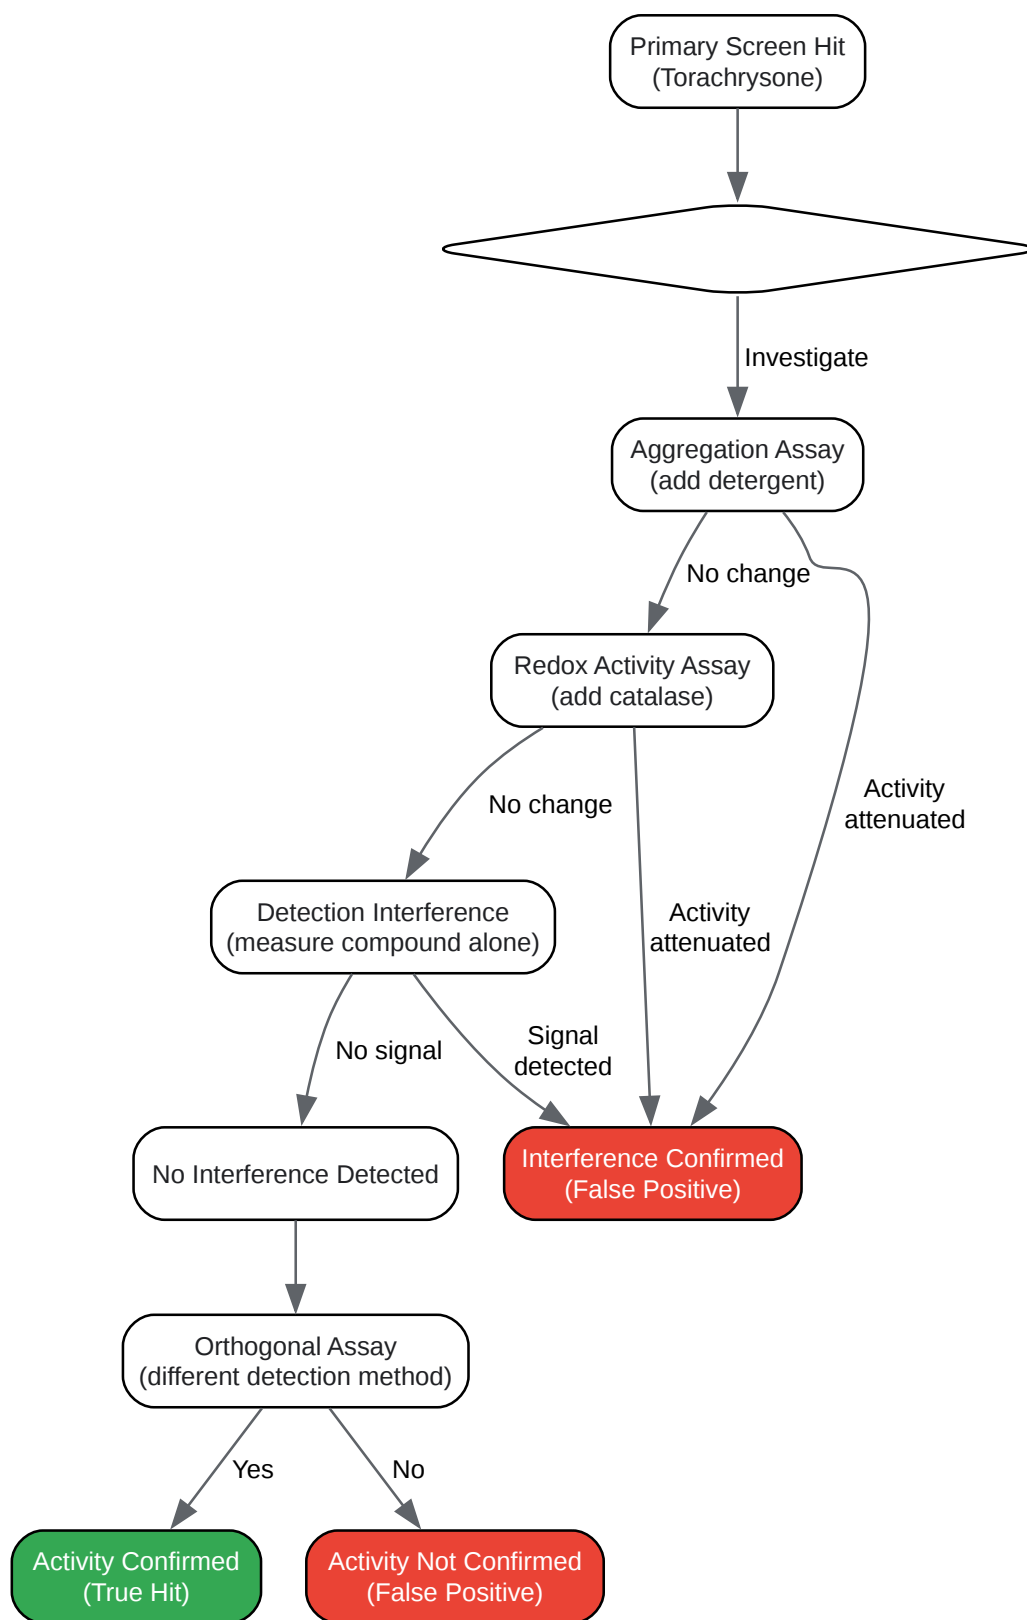 Primary Screen Hit
(Torachrysone)
Investigate
Aggregation Assay
(add detergent)
No change
Redox Activity Assay
(add catalase)
Activity
attenuated
No change
Detection Interference
(measure compound alone)
Activity
attenuated
No signal
Signal
detected
No Interference Detected
Interference Confirmed
(False Positive)
Orthogonal Assay
(different detection method)
Yes
No
Activity Confirmed
(True Hit)
Activity Not Confirmed
(False Positive)